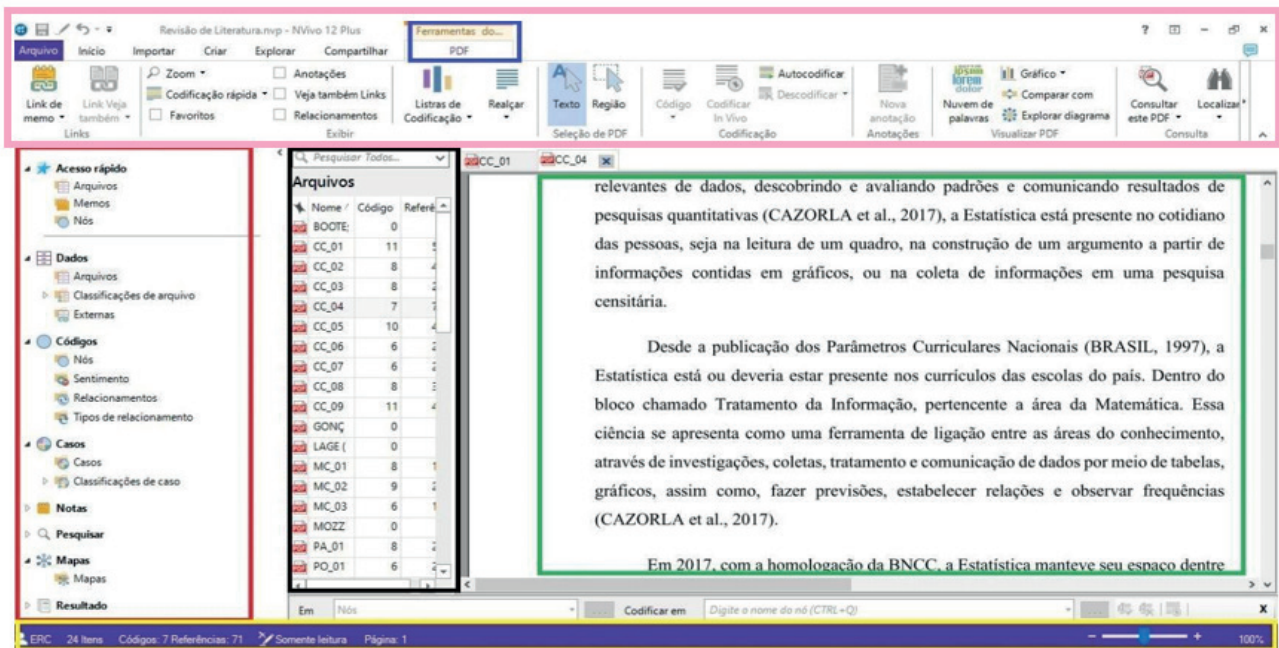 Revisão de Literatura.nvp - NVivo 12 Plus
Ferramentas do...
Arquivo Início Importar Criar Explorar Compartilhar PDF
Link de memo
Link Veja também
Links
Zoom
Codificação rápida
Favoritos
Anotações
Veja também Links
Relacionamentos
Exibir
Listras de Codificação
Realçar
Texto
Região
Seleção de PDF
Código
Codificar In Vivo
Autocodificar
Descodificar
Codificação
Nova anotação
Anotações
Nuvem de palavras
Gráfico
Comparar com
Explorar diagrama
Visualizar PDF
Consultar este PDF
Localizar
Consulta
Acesso rápido
Arquivos
Memos
Nós
Dados
Arquivos
Classificações de arquivo
Externas
Códigos
Nós
Sentimento
Relacionamentos
Tipos de relacionamento
Casos
Casos
Classificações de caso
Notas
Pesquisar
Mapas
Mapas
Resultado
Pesquisar Todos...
Arquivos
Nome Código Referê
BOOTE; 0
CC_01 11
CC_02 8
CC_03 8
CC_04 7
CC_05 10
CC_06 6
CC_07 6
CC_08 8
CC_09 11
GONÇ 0
LAGE ( 0
MC_01 8
MC_02 9
MC_03 6
MOZZ 0
PA_01 8
PO_01 6
CC_01 CC_04
relevantes de dados, descobrindo e avaliando padrões e comunicando resultados de
pesquisas quantitativas (CAZORLA et al., 2017), a Estatística está presente no cotidiano
das pessoas, seja na leitura de um quadro, na construção de um argumento a partir de
informações contidas em gráficos, ou na coleta de informações em uma pesquisa
censitária.
Desde a publicação dos Parâmetros Curriculares Nacionais (BRASIL, 1997), a
Estatística está ou deveria estar presente nos currículos das escolas do país. Dentro do
bloco chamado Tratamento da Informação, pertencente a área da Matemática. Essa
ciência se apresenta como uma ferramenta de ligação entre as áreas do conhecimento,
através de investigações, coletas, tratamento e comunicação de dados por meio de tabelas,
gráficos, assim como, fazer previsões, estabelecer relações e observar frequências
(CAZORLA et al., 2017).
Em 2017, com a homologação da BNCC, a Estatística manteve seu espaço dentre
Em Nós Codificar em Digite o nome do nó (CTRL+Q)
ERC 24 Itens Códigos: 7 Referências: 71 Somente leitura Página: 1 100%